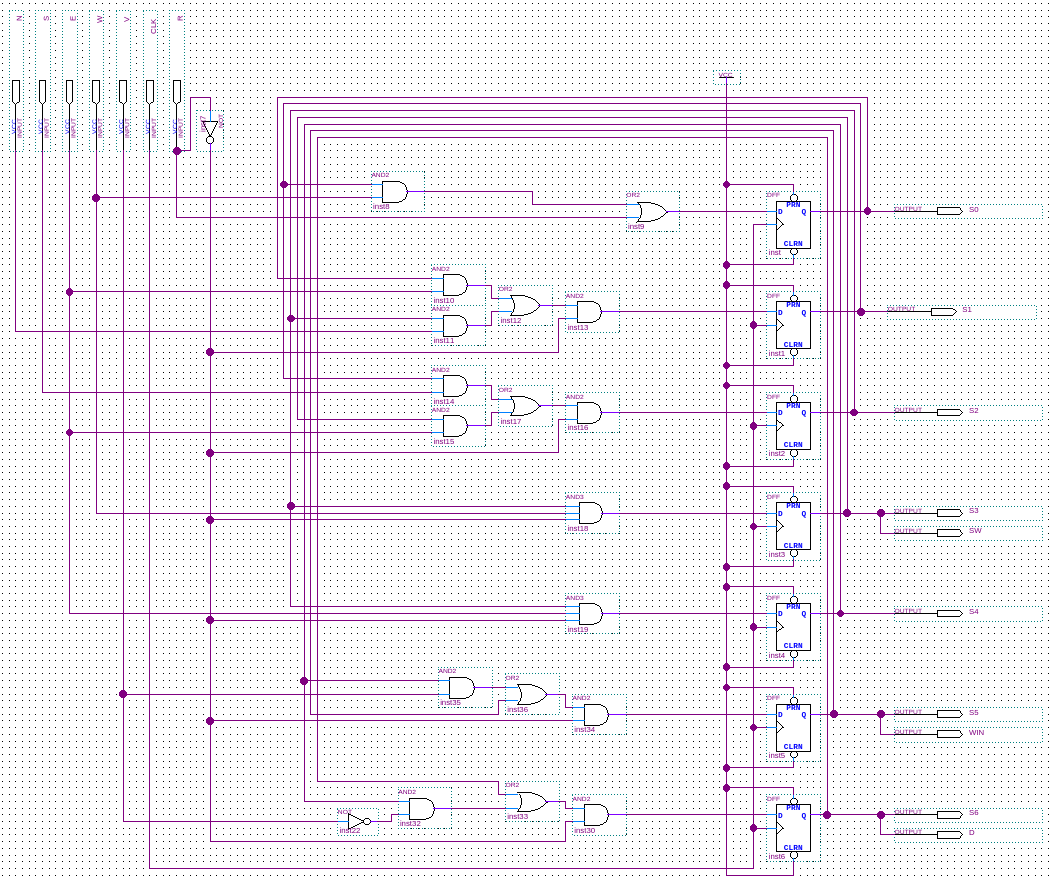 N
S
E
W
V
CLK
R
VCC
INPUT
VCC
INPUT
VCC
INPUT
VCC
INPUT
VCC
INPUT
VCC
INPUT
VCC
INPUT
NOT
VCC
AND2
inst8
OR2
inst9
DFF
PRN
D Q
CLRN
inst
OUTPUT S0
AND2
inst10
AND2
inst11
OR2
inst12
AND2
inst13
DFF
PRN
D Q
CLRN
inst1
OUTPUT S1
AND2
inst14
AND2
inst15
OR2
inst17
AND2
inst16
DFF
PRN
D Q
CLRN
inst2
OUTPUT S2
AND3
inst18
DFF
PRN
D Q
CLRN
inst3
OUTPUT S3
OUTPUT SW
AND3
inst19
DFF
PRN
D Q
CLRN
inst4
OUTPUT S4
AND2
inst35
OR2
inst36
AND2
inst34
DFF
PRN
D Q
CLRN
inst5
OUTPUT S5
OUTPUT WIN
NOT
inst22
AND2
inst32
OR2
inst33
AND2
inst30
DFF
PRN
D Q
CLRN
inst6
OUTPUT S6
OUTPUT D